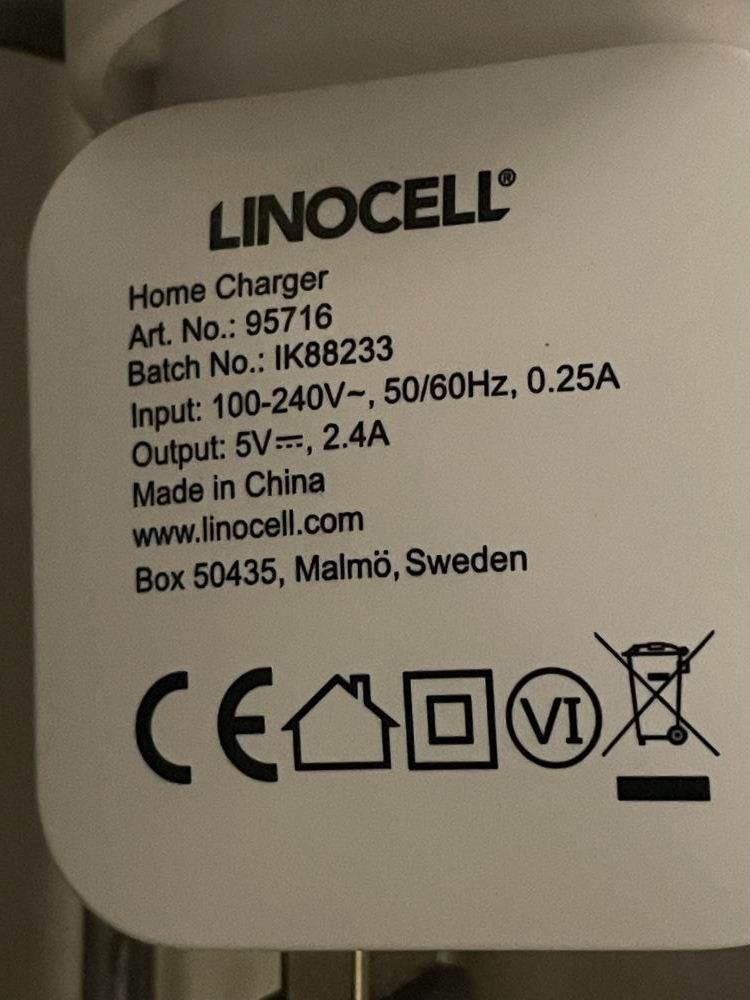 LINOCELL®
Home Charger
Art. No.: 95716
Batch No.: IK88233
Input: 100-240V~, 50/60Hz, 0.25A
Output: 5V⎓, 2.4A
Made in China
www.linocell.com
Box 50435, Malmö, Sweden
CE VI